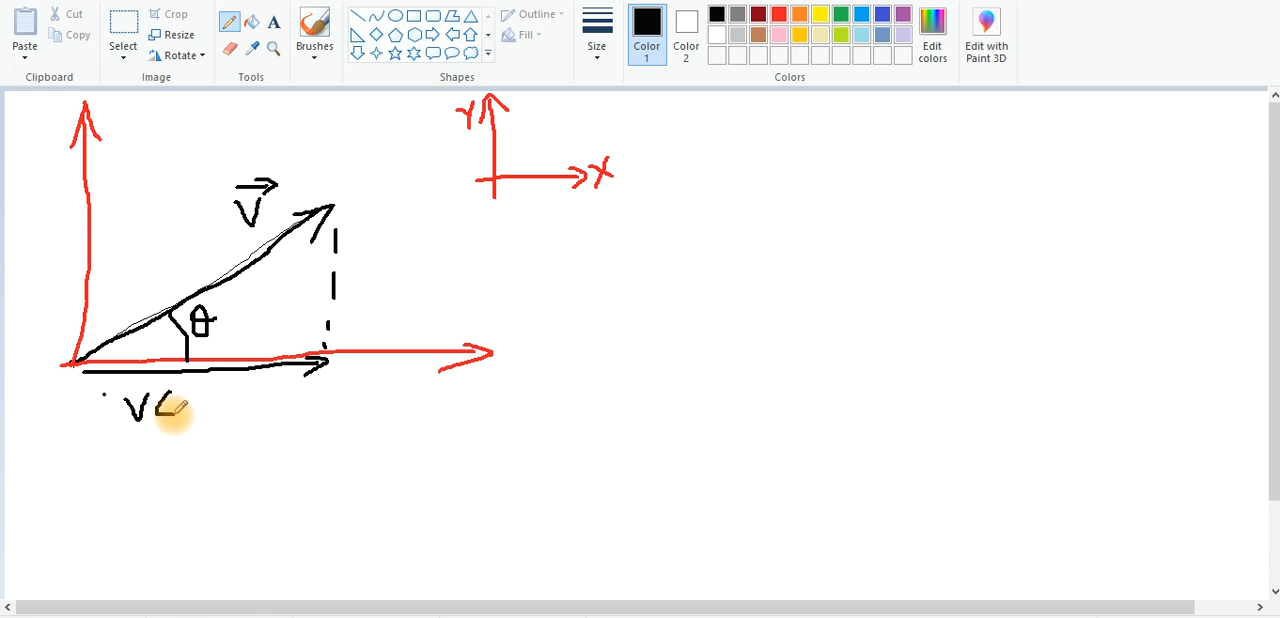 Cut
Crop
Outline
Copy
Resize
Fill
Paste
Select
Rotate
Brushes
Size
Color 1
Color 2
Edit colors
Edit with Paint 3D
Clipboard
Image
Tools
Shapes
Colors
A
Y
X
V
θ
VC